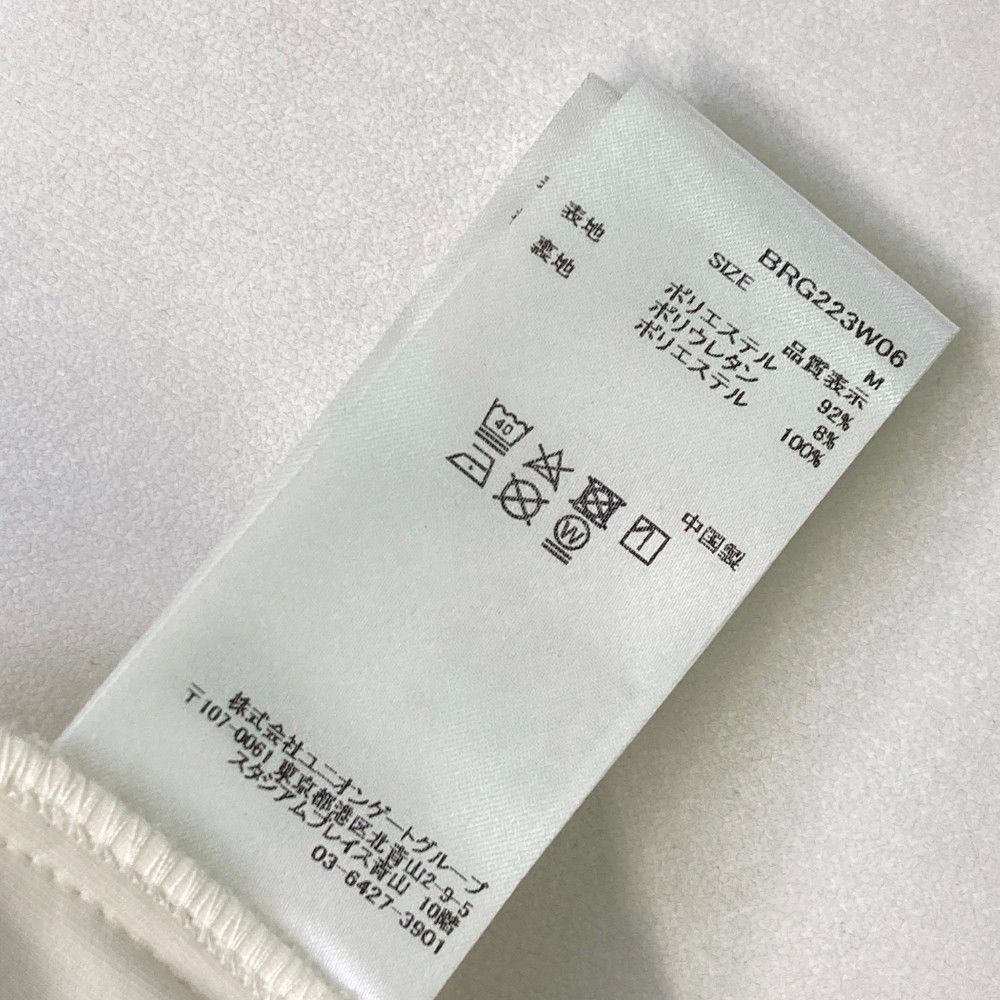 BRG223W06
SIZE M
品質表示
表地 ポリエステル 92%
ポリウレタン 8%
裏地 ポリエステル 100%
40
W
中国製
株式会社ユニオンゲートグループ
〒107-0061 東京都港区北青山2-9-5
スタジアムプレイス青山 10階
03-6427-3901